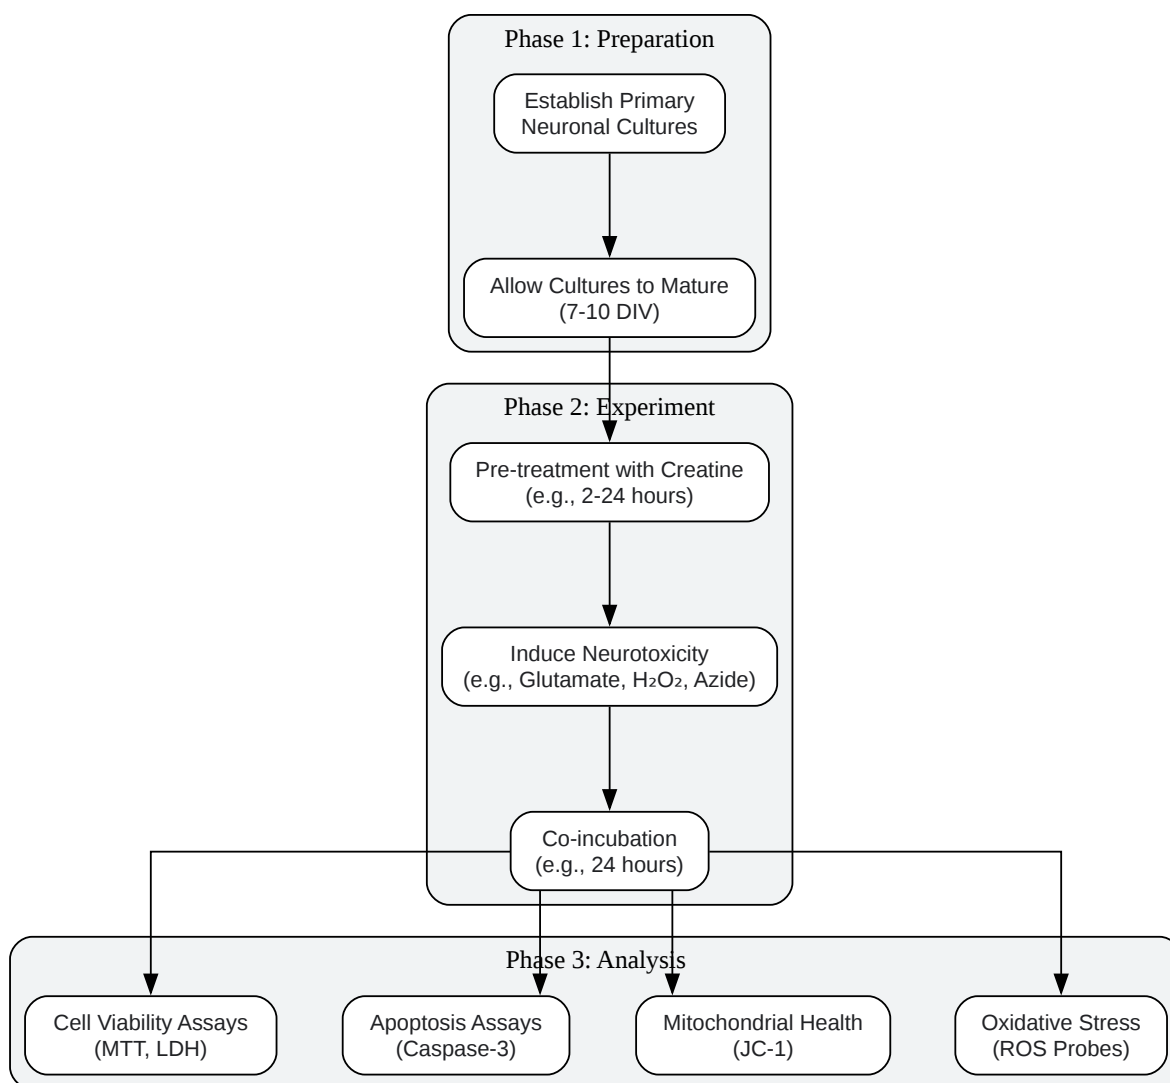 Phase 1: Preparation
Establish Primary
Neuronal Cultures
Allow Cultures to Mature
(7-10 DIV)
Phase 2: Experiment
Pre-treatment with Creatine
(e.g., 2-24 hours)
Induce Neurotoxicity
(e.g., Glutamate, H₂O₂, Azide)
Co-incubation
(e.g., 24 hours)
Phase 3: Analysis
Cell Viability Assays
(MTT, LDH)
Apoptosis Assays
(Caspase-3)
Mitochondrial Health
(JC-1)
Oxidative Stress
(ROS Probes)